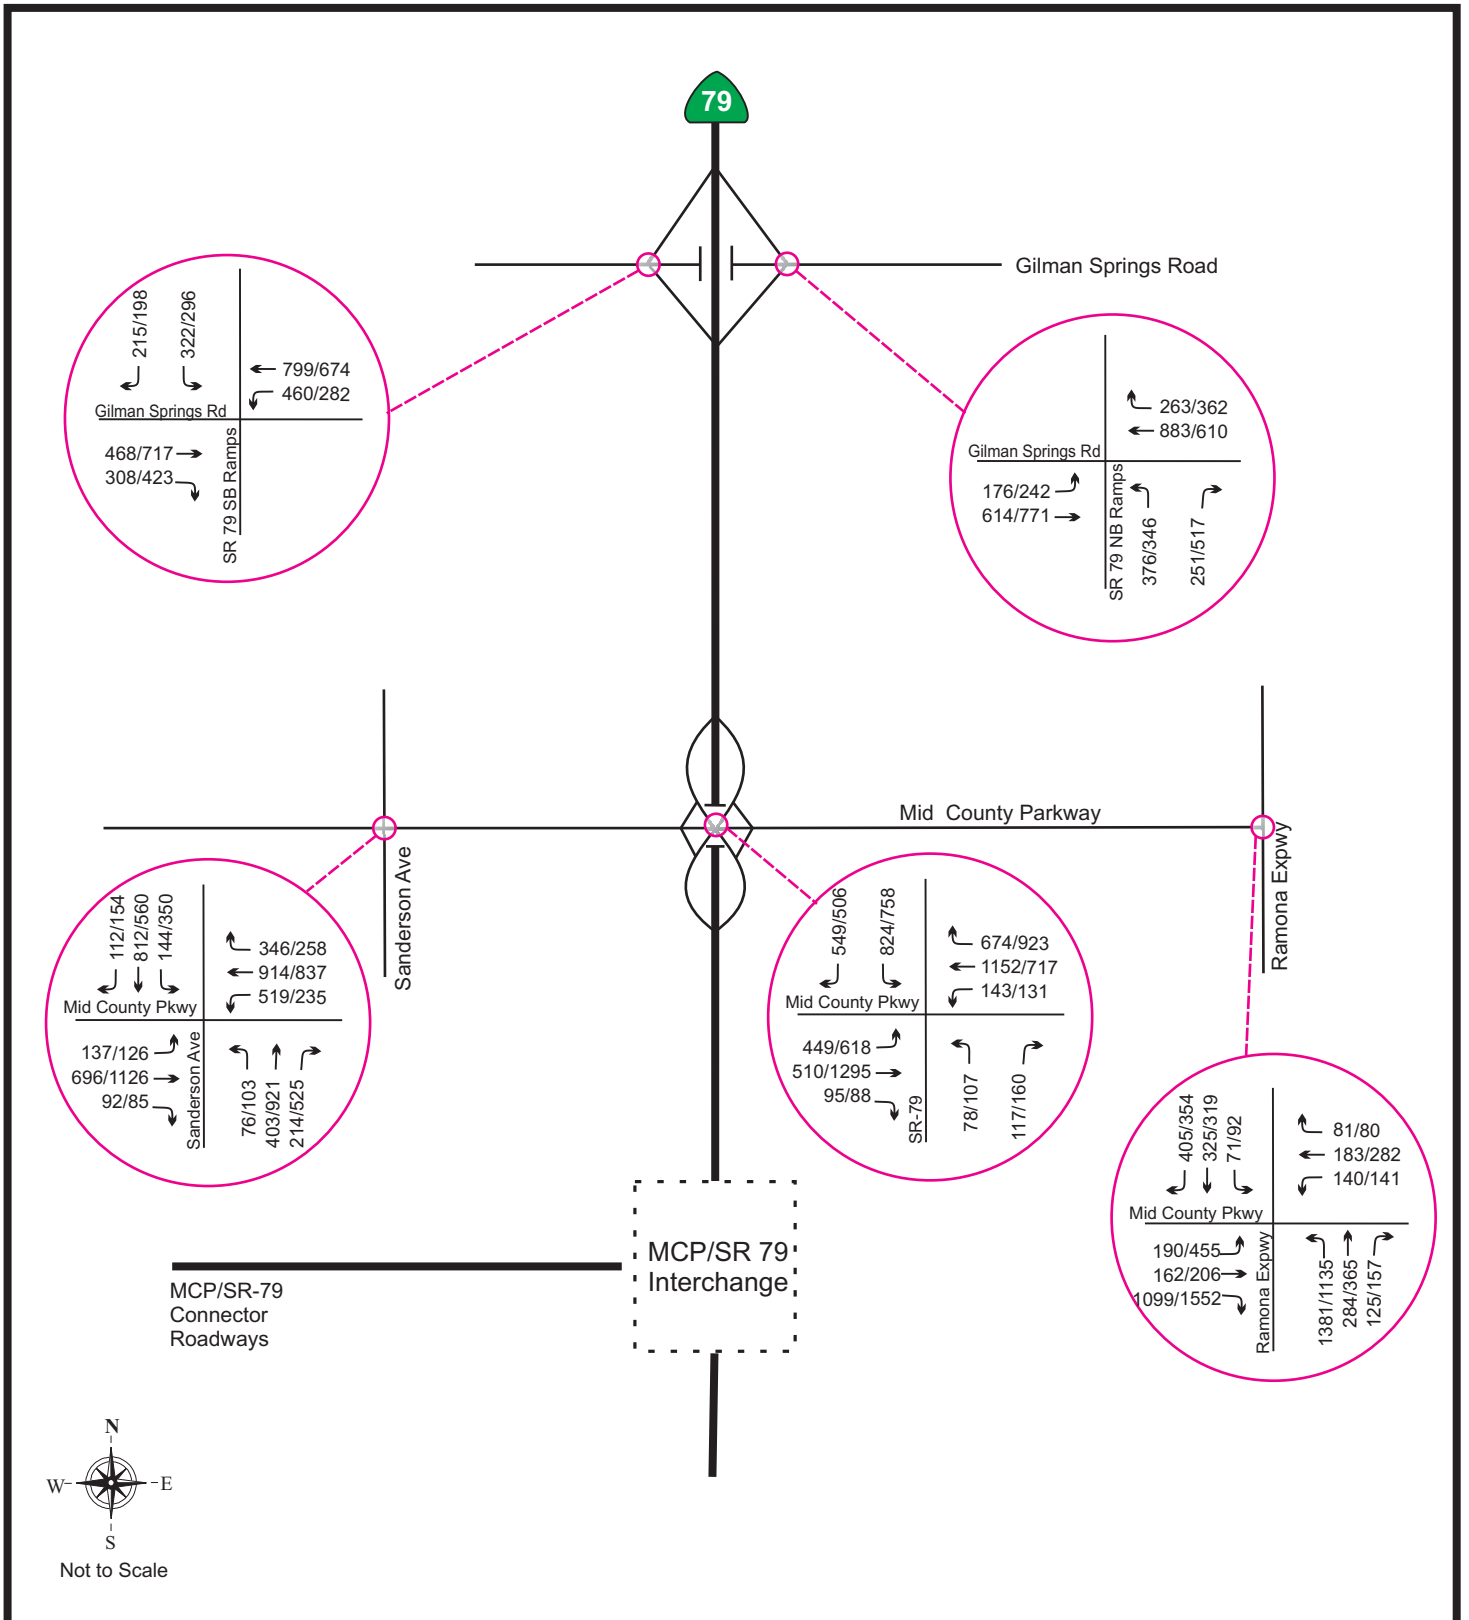 79
Gilman Springs Road
215/198
322/296
799/674
460/282
Gilman Springs Rd
468/717
308/423
SR 79 SB Ramps
263/362
883/610
Gilman Springs Rd
176/242
614/771
SR 79 NB Ramps
376/346
251/517
Mid County Parkway
Sanderson Ave
Ramona Expwy
112/154
812/560
144/350
346/258
914/837
519/235
Mid County Pkwy
137/126
696/1126
92/85
Sanderson Ave
76/103
403/921
214/525
549/506
824/758
674/923
1152/717
143/131
Mid County Pkwy
449/618
510/1295
95/88
SR-79
78/107
117/160
405/354
325/319
71/92
81/80
183/282
140/141
Mid County Pkwy
190/455
162/206
1099/1552
Ramona Expwy
1381/1135
284/365
125/157
MCP/SR 79
Interchange
MCP/SR-79
Connector
Roadways
N
W
E
S
Not to Scale